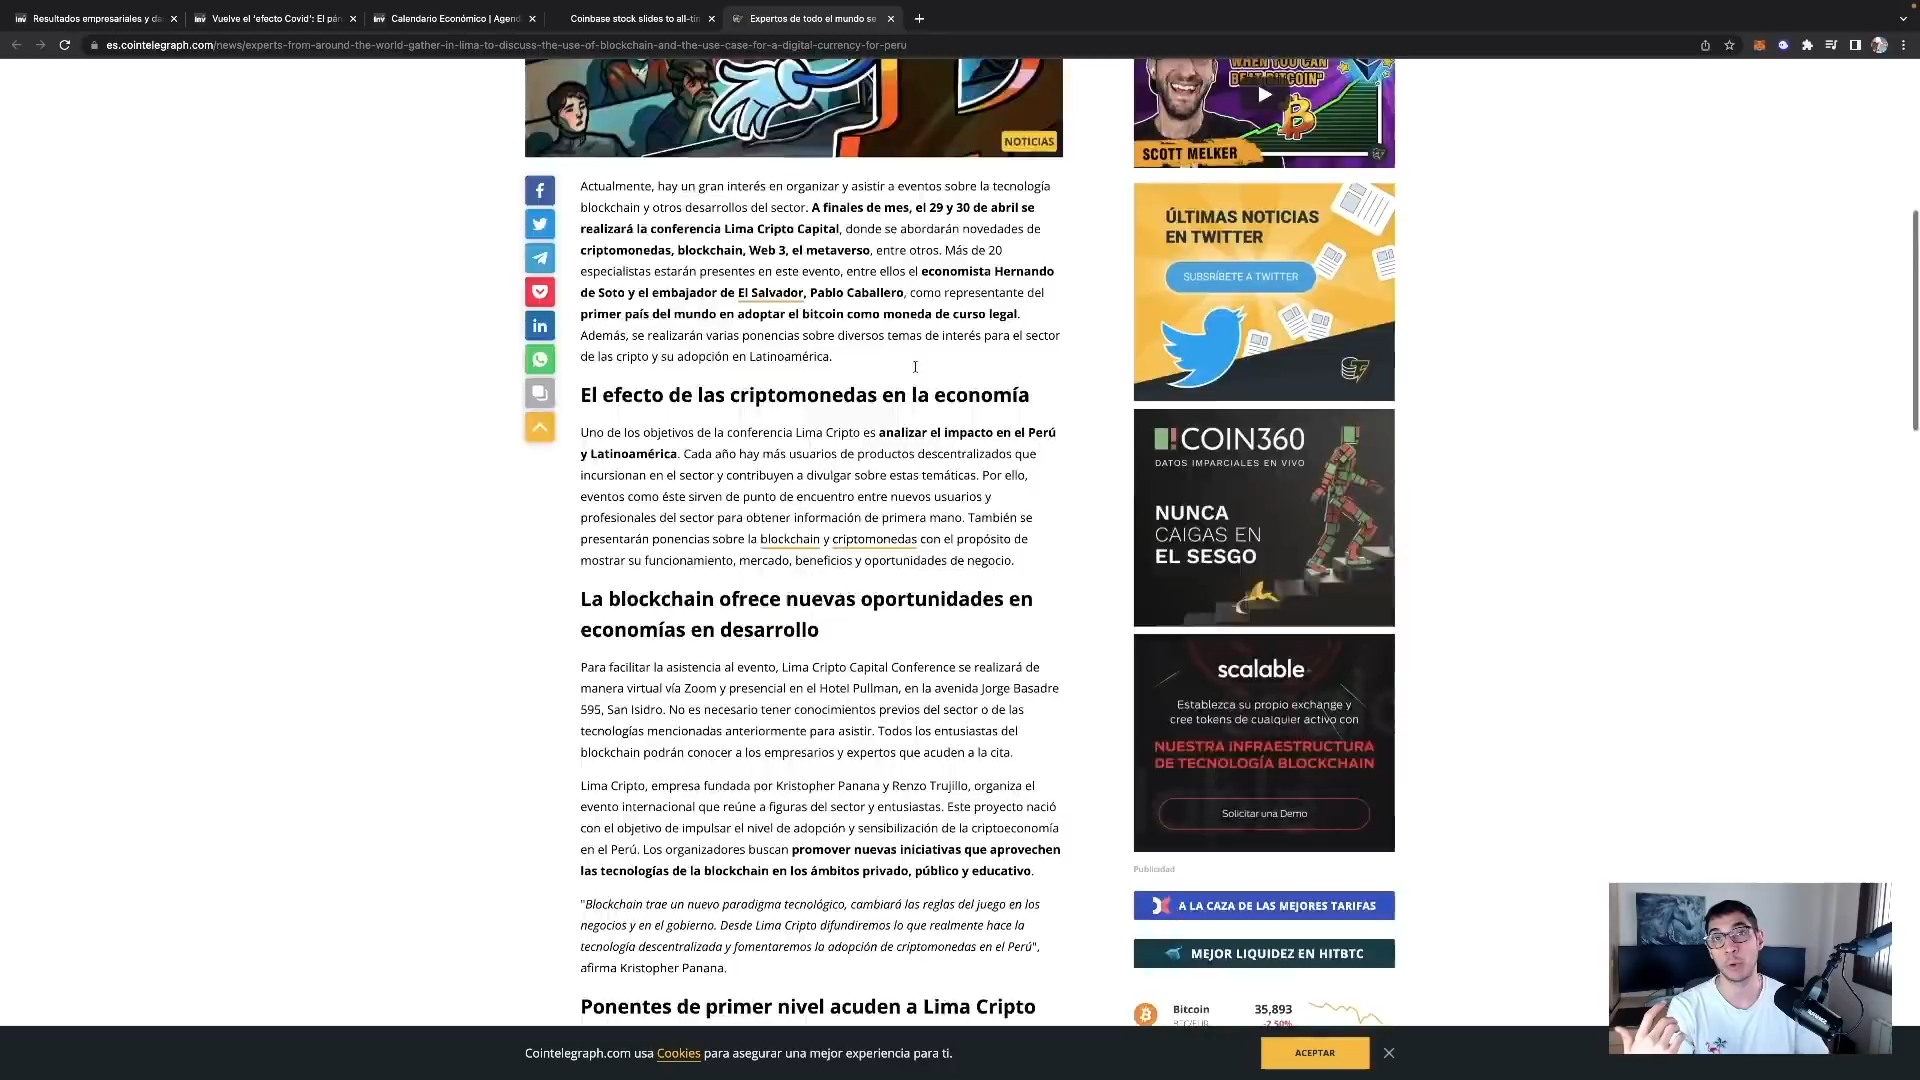 Resultados empresariales y da
Vuelve el 'efecto Covid': El pán
Calendario Económico | Agend
Coinbase stock slides to all-tin
Expertos de todo el mundo se
es.cointelegraph.com/news/experts-from-around-the-world-gather-in-lima-to-discuss-the-use-of-blockchain-and-the-use-case-for-a-digital-currency-for-peru
NOTICIAS
Actualmente, hay un gran interés en organizar y asistir a eventos sobre la tecnología
blockchain y otros desarrollos del sector. A finales de mes, el 29 y 30 de abril se
realizará la conferencia Lima Cripto Capital, donde se abordarán novedades de
criptomonedas, blockchain, Web 3, el metaverso, entre otros. Más de 20
especialistas estarán presentes en este evento, entre ellos el economista Hernando
de Soto y el embajador de El Salvador, Pablo Caballero, como representante del
primer país del mundo en adoptar el bitcoin como moneda de curso legal.
Además, se realizarán varias ponencias sobre diversos temas de interés para el sector
de las cripto y su adopción en Latinoamérica.
El efecto de las criptomonedas en la economía
Uno de los objetivos de la conferencia Lima Cripto es analizar el impacto en el Perú
y Latinoamérica. Cada año hay más usuarios de productos descentralizados que
incursionan en el sector y contribuyen a divulgar sobre estas temáticas. Por ello,
eventos como éste sirven de punto de encuentro entre nuevos usuarios y
profesionales del sector para obtener información de primera mano. También se
presentarán ponencias sobre la blockchain y criptomonedas con el propósito de
mostrar su funcionamiento, mercado, beneficios y oportunidades de negocio.
La blockchain ofrece nuevas oportunidades en
economías en desarrollo
Para facilitar la asistencia al evento, Lima Cripto Capital Conference se realizará de
manera virtual vía Zoom y presencial en el Hotel Pullman, en la avenida Jorge Basadre
595, San Isidro. No es necesario tener conocimientos previos del sector o de las
tecnologías mencionadas anteriormente para asistir. Todos los entusiastas del
blockchain podrán conocer a los empresarios y expertos que acuden a la cita.
Lima Cripto, empresa fundada por Kristopher Panana y Renzo Trujillo, organiza el
evento internacional que reúne a figuras del sector y entusiastas. Este proyecto nació
con el objetivo de impulsar el nivel de adopción y sensibilización de la criptoeconomía
en el Perú. Los organizadores buscan promover nuevas iniciativas que aprovechen
las tecnologías de la blockchain en los ámbitos privado, público y educativo.
"Blockchain trae un nuevo paradigma tecnológico, cambiará las reglas del juego en los
negocios y en el gobierno. Desde Lima Cripto difundiremos lo que realmente hace la
tecnología descentralizada y fomentaremos la adopción de criptomonedas en el Perú",
afirma Kristopher Panana.
Ponentes de primer nivel acuden a Lima Cripto
WHEN YOU CAN
BEAT BITCOIN"
SCOTT MELKER
ÚLTIMAS NOTICIAS
EN TWITTER
SUBSRÍBETE A TWITTER
COIN360
DATOS IMPARCIALES EN VIVO
NUNCA
CAIGAS EN
EL SESGO
scalable
Establezca su propio exchange y
cree tokens de cualquier activo con
NUESTRA INFRAESTRUCTURA
DE TECNOLOGÍA BLOCKCHAIN
Solicitar una Demo
Publicidad
A LA CAZA DE LAS MEJORES TARIFAS
MEJOR LIQUIDEZ EN HITBTC
Bitcoin 35,893
BTC/EUR -2.50%
Cointelegraph.com usa Cookies para asegurar una mejor experiencia para ti.
ACEPTAR